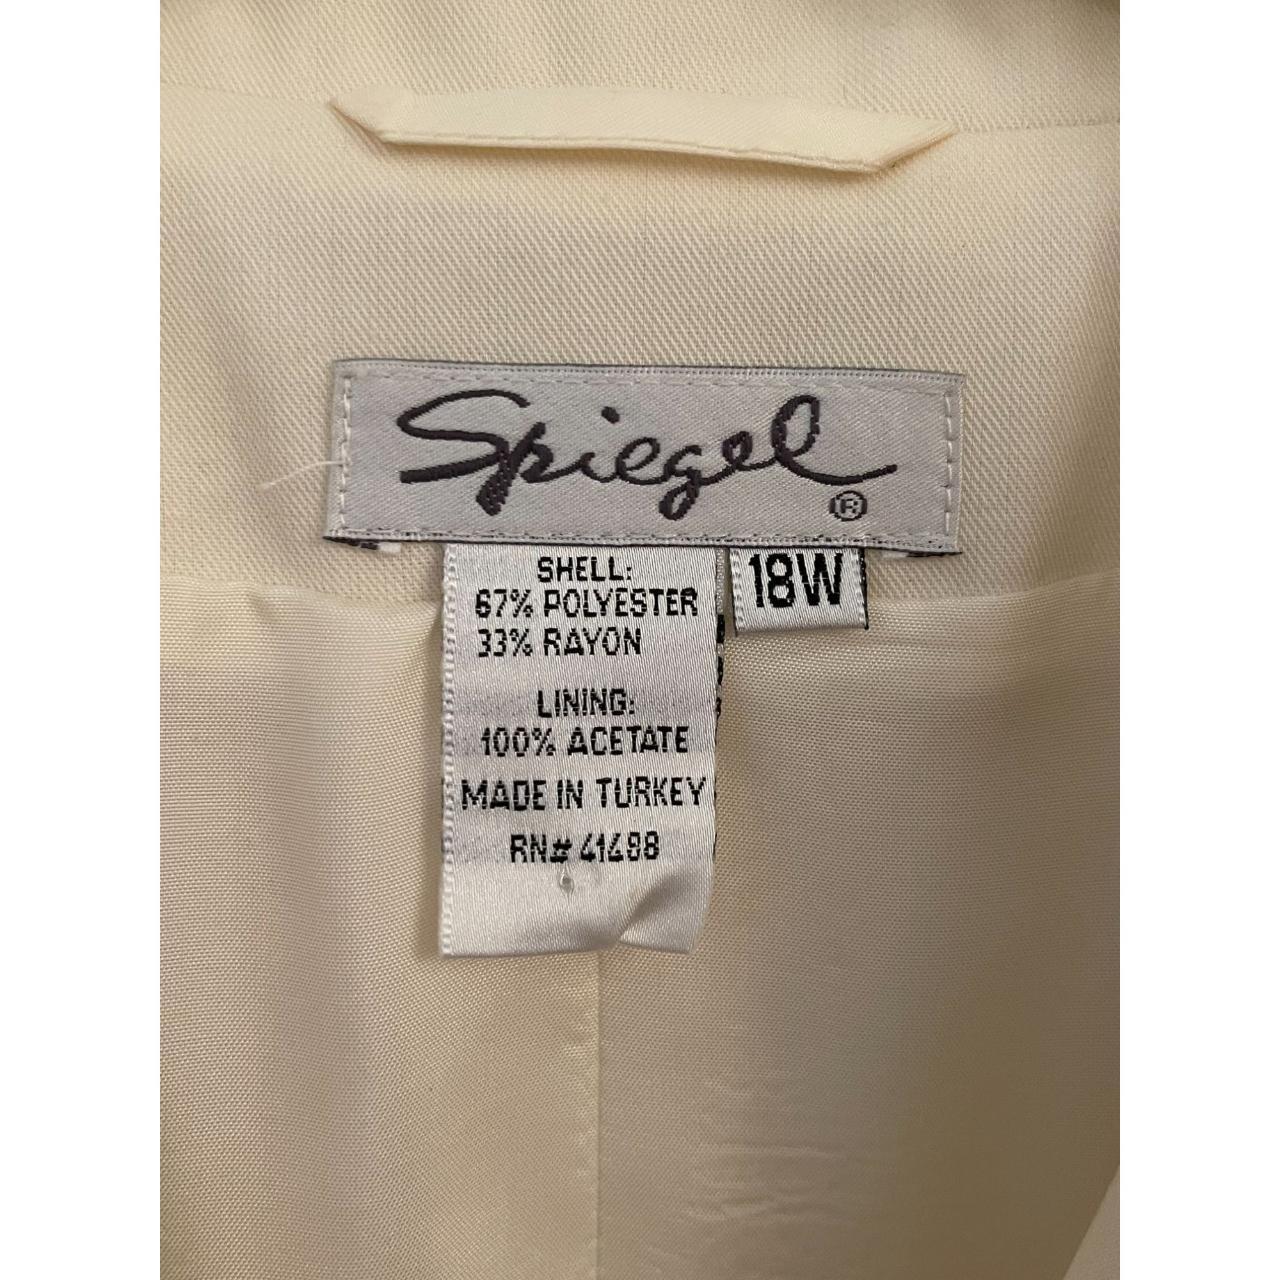 Spiegel
®
SHELL:
67% POLYESTER
33% RAYON
LINING:
100% ACETATE
MADE IN TURKEY
RN# 41498
18W